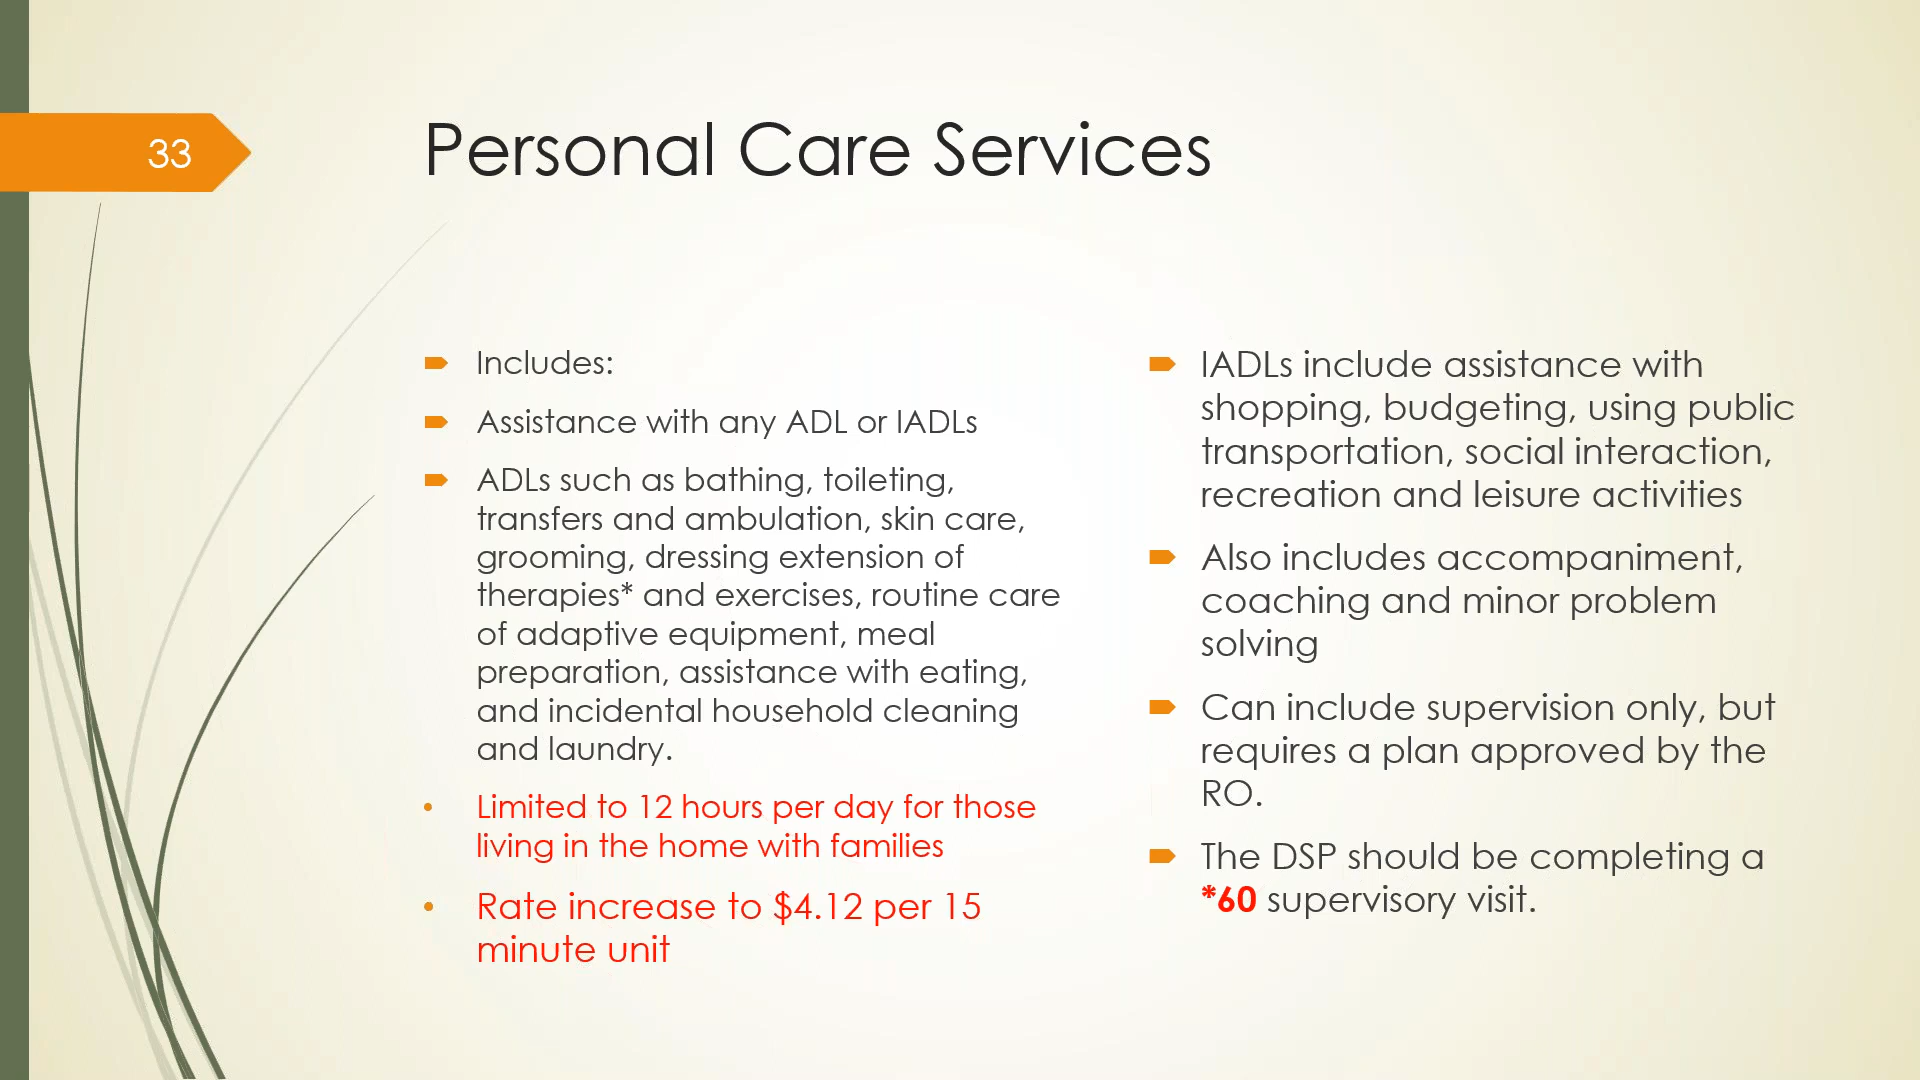 33
Personal Care Services
Includes:
Assistance with any ADL or IADLs
ADLs such as bathing, toileting,
transfers and ambulation, skin care,
grooming, dressing extension of
therapies* and exercises, routine care
of adaptive equipment, meal
preparation, assistance with eating,
and incidental household cleaning
and laundry.
• Limited to 12 hours per day for those
living in the home with families
• Rate increase to $4.12 per 15
minute unit
IADLs include assistance with
shopping, budgeting, using public
transportation, social interaction,
recreation and leisure activities
Also includes accompaniment,
coaching and minor problem
solving
Can include supervision only, but
requires a plan approved by the
RO.
The DSP should be completing a
*60 supervisory visit.